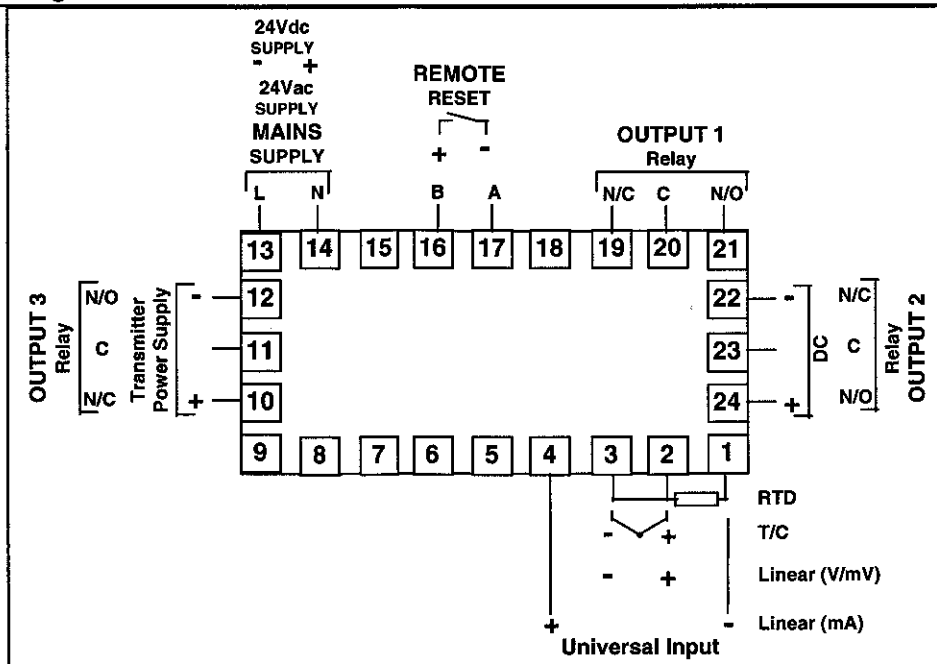 24Vdc
SUPPLY
- +
24Vac
SUPPLY
MAINS
SUPPLY
L N
REMOTE
RESET
+ -
B A
OUTPUT 1
Relay
N/C C N/O
13 14 15 16 17 18 19 20 21
OUTPUT 3
Relay
N/O
C
N/C
Transmitter
Power Supply
-
+
12
11
10
22
23
24
-
+
DC
N/C
C
N/O
Relay
OUTPUT 2
9 8 7 6 5 4 3 2 1
RTD
- + T/C
- + Linear (V/mV)
+ - Linear (mA)
Universal Input